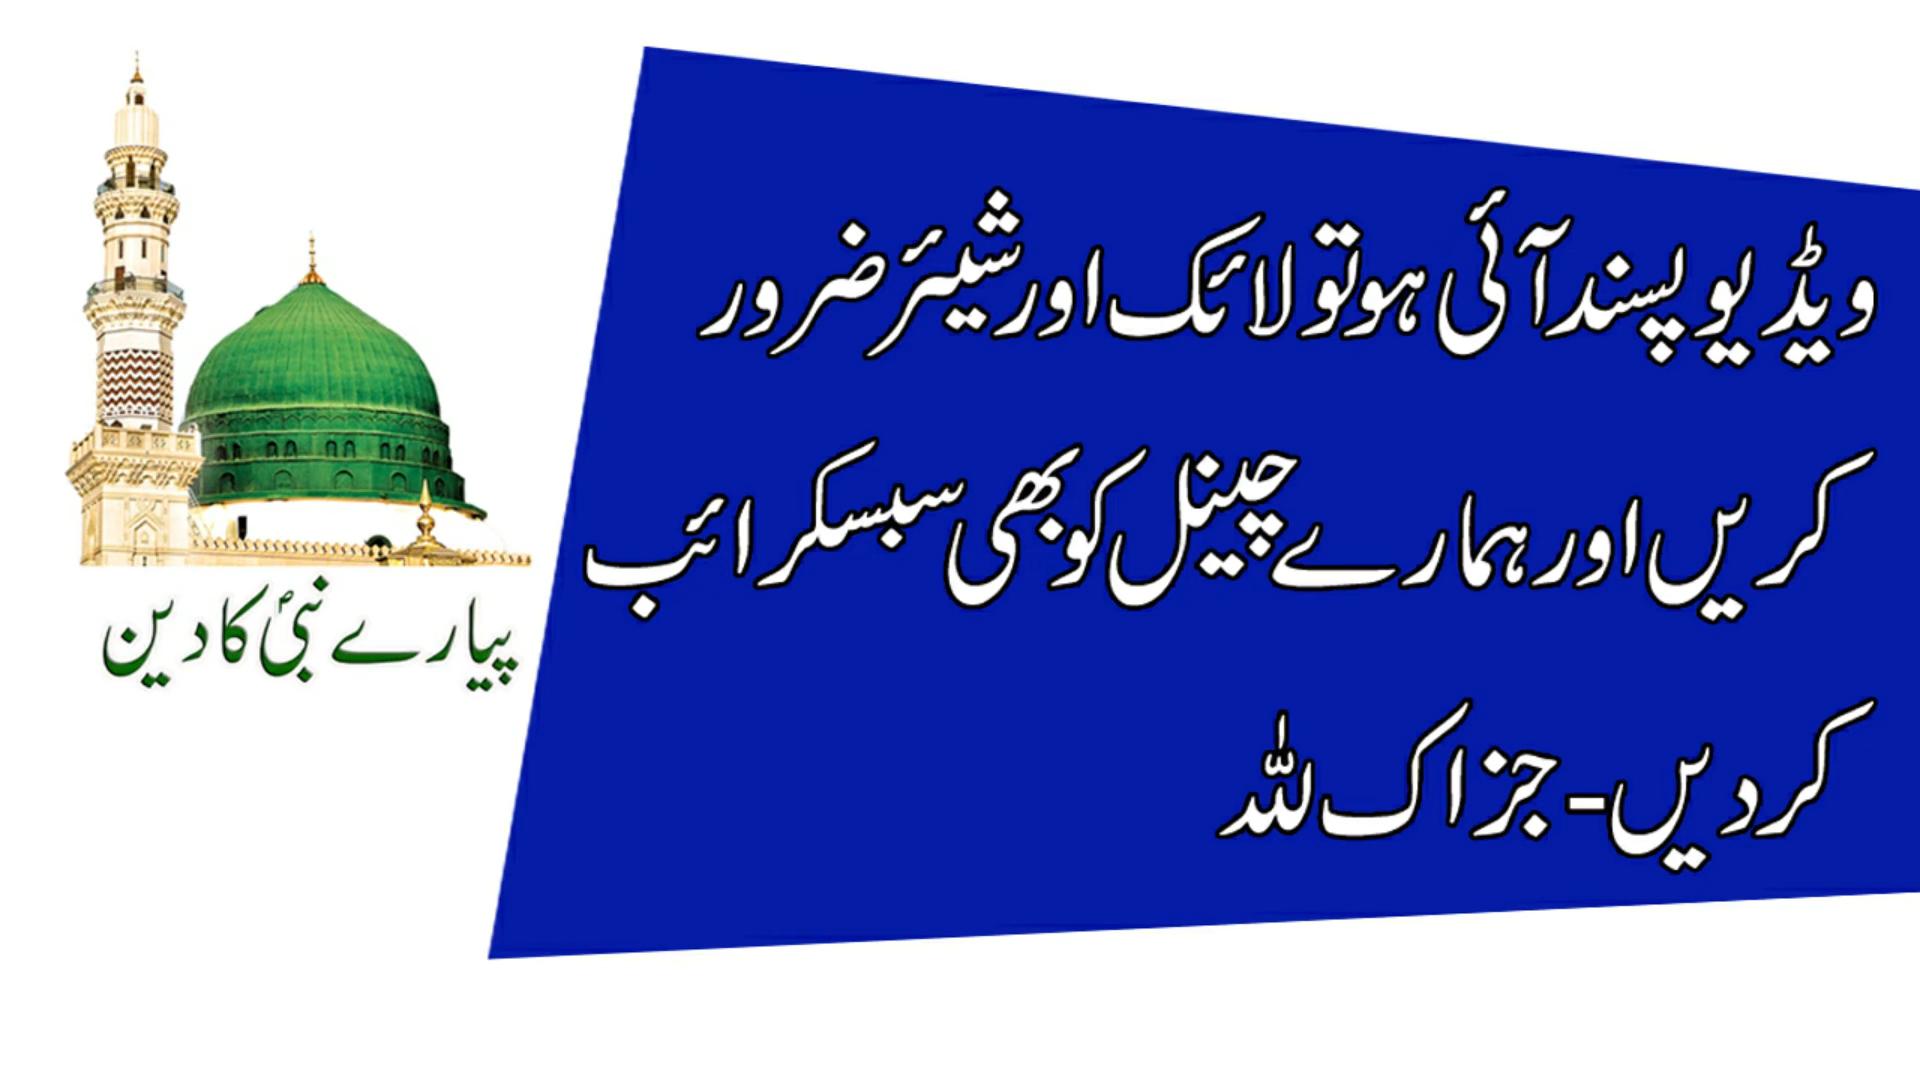 ویڈیو پسند آئی ہو تو لائک اور شیئر ضرور
کریں اور ہمارے چینل کو بھی سبسکرائب
کر دیں - جزاک للہ
پیارے نبیؐ کا دین